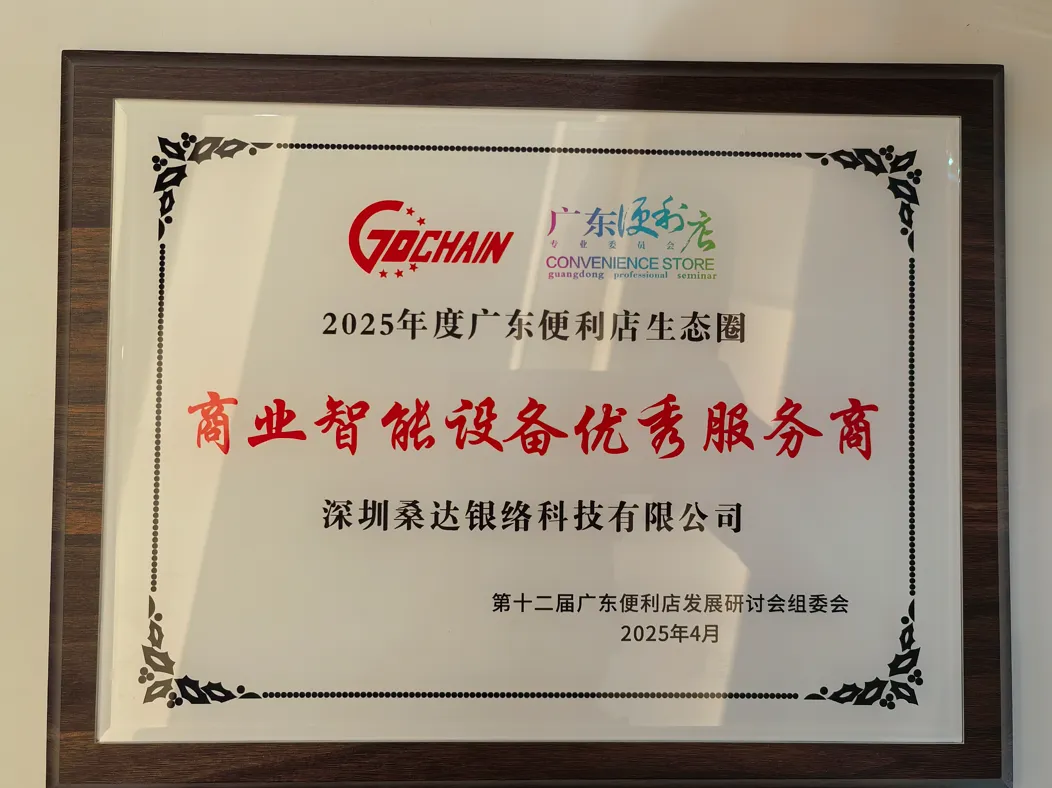 GOCHAIN
广东便利店
专业委员会
CONVENIENCE STORE
guangdong professional seminar
2025年度广东便利店生态圈
商业智能设备优秀服务商
深圳桑达银络科技有限公司
第十二届广东便利店发展研讨会组委会
2025年4月